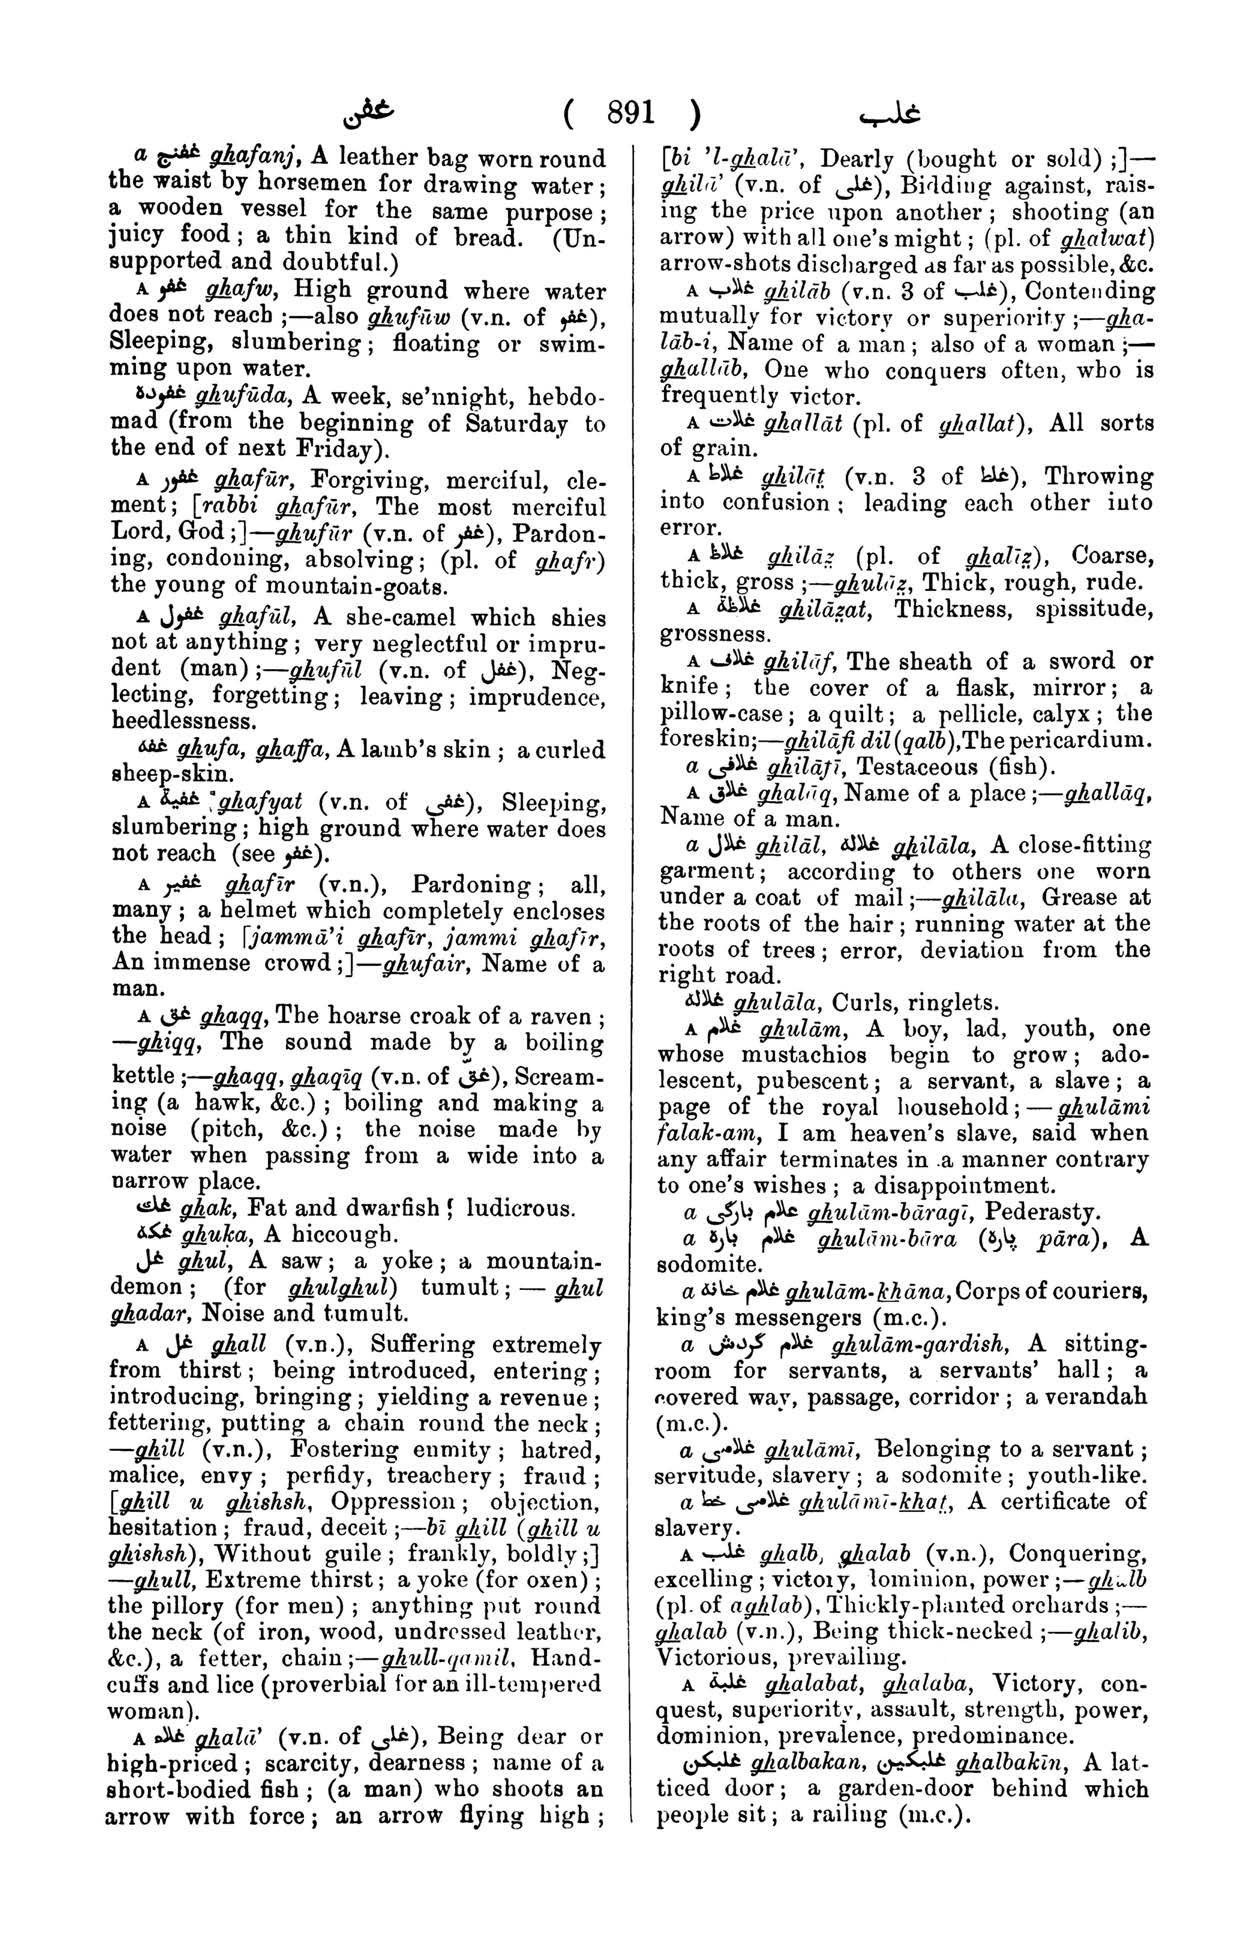 غفن ( 891 ) غلب
a غفنج ghafanj, A leather bag worn round
the waist by horsemen for drawing water;
a wooden vessel for the same purpose;
juicy food; a thin kind of bread. (Un-
supported and doubtful.)
A غفو ghafw, High ground where water
does not reach;—also ghufūw (v.n. of غفو),
Sleeping, slumbering; floating or swim-
ming upon water.
غفوده ghufūda, A week, se'nnight, hebdo-
mad (from the beginning of Saturday to
the end of next Friday).
A غفور ghafūr, Forgiving, merciful, cle-
ment; [rabbi ghafūr, The most merciful
Lord, God;]—ghufūr (v.n. of غفر), Pardon-
ing, condoning, absolving; (pl. of ghafr)
the young of mountain-goats.
A غفول ghafūl, A she-camel which shies
not at anything; very neglectful or impru-
dent (man);—ghufūl (v.n. of غفل), Neg-
lecting, forgetting; leaving; imprudence,
heedlessness.
غفه ghufa, ghaffa, A lamb's skin; a curled
sheep-skin.
A غفية ghafyat (v.n. of غفى), Sleeping,
slumbering; high ground where water does
not reach (see غفو).
A غفير ghafīr (v.n.), Pardoning; all,
many; a helmet which completely encloses
the head; [jammā'i ghafīr, jammi ghafīr,
An immense crowd;]—ghufair, Name of a
man.
A غق ghaqq, The hoarse croak of a raven;
—ghiqq, The sound made by a boiling
kettle;—ghaqq, ghaqīq (v.n. of غق), Scream-
ing (a hawk, &c.); boiling and making a
noise (pitch, &c.); the noise made by
water when passing from a wide into a
narrow place.
غك ghak, Fat and dwarfish; ludicrous.
غكه ghuka, A hiccough.
غل ghul, A saw; a yoke; a mountain-
demon; (for ghulghul) tumult;—ghul
ghadar, Noise and tumult.
A غل ghall (v.n.), Suffering extremely
from thirst; being introduced, entering;
introducing, bringing; yielding a revenue;
fettering, putting a chain round the neck;
—ghill (v.n.), Fostering enmity; hatred,
malice, envy; perfidy, treachery; fraud;
[ghill u ghishsh, Oppression; objection,
hesitation; fraud, deceit;—bī ghill (ghill u
ghishsh), Without guile; frankly, boldly;]
—ghull, Extreme thirst; a yoke (for oxen);
the pillory (for men); anything put round
the neck (of iron, wood, undressed leather,
&c.), a fetter, chain;—ghull-qamil, Hand-
cuffs and lice (proverbial for an ill-tempered
woman).
A غلاء ghalā' (v.n. of غلى), Being dear or
high-priced; scarcity, dearness; name of a
short-bodied fish; (a man) who shoots an
arrow with force; an arrow flying high;
[bi 'l-ghalā', Dearly (bought or sold);]—
ghilā' (v.n. of غلى), Bidding against, rais-
ing the price upon another; shooting (an
arrow) with all one's might; (pl. of ghalwat)
arrow-shots discharged as far as possible, &c.
A غلاب ghilāb (v.n. 3 of غلب), Contending
mutually for victory or superiority;—gha-
lāb-i, Name of a man; also of a woman;—
ghallāb, One who conquers often, who is
frequently victor.
A غلات ghallāt (pl. of ghallat), All sorts
of grain.
A غلاط ghilāt̤ (v.n. 3 of غلط), Throwing
into confusion; leading each other into
error.
A غلاظ ghilāz̤ (pl. of ghalīz̤), Coarse,
thick, gross;—ghulāz̤, Thick, rough, rude.
A غلاظة ghilāz̤at, Thickness, spissitude,
grossness.
A غلاف ghilāf, The sheath of a sword or
knife; the cover of a flask, mirror; a
pillow-case; a quilt; a pellicle, calyx; the
foreskin;—ghilāfi dil (qalb), The pericardium.
a غلافى ghilāfī, Testaceous (fish).
A غلاق ghalāq, Name of a place;—ghallāq,
Name of a man.
a غلال ghilāl, غلاله ghilāla, A close-fitting
garment; according to others one worn
under a coat of mail;—ghilāla, Grease at
the roots of the hair; running water at the
roots of trees; error, deviation from the
right road.
غلاله ghulāla, Curls, ringlets.
A غلام ghulām, A boy, lad, youth, one
whose mustachios begin to grow; ado-
lescent, pubescent; a servant, a slave; a
page of the royal household;—ghulāmi
falak-am, I am heaven's slave, said when
any affair terminates in a manner contrary
to one's wishes; a disappointment.
a غلام بارگى ghulām-bāragī, Pederasty.
a غلام باره ghulām-bāra (پاره pāra), A
sodomite.
a غلام خانه ghulām-khāna, Corps of couriers,
king's messengers (m.c.).
a غلام گردش ghulām-gardish, A sitting-
room for servants, a servants' hall; a
covered way, passage, corridor; a verandah
(m.c.).
a غلامى ghulāmī, Belonging to a servant;
servitude, slavery; a sodomite; youth-like.
a غلامى خط ghulāmī-khat̤, A certificate of
slavery.
A غلب ghalb, ghalab (v.n.), Conquering,
excelling; victory, dominion, power;—ghulb
(pl. of aghlab), Thickly-planted orchards;—
ghalab (v.n.), Being thick-necked;—ghalib,
Victorious, prevailing.
A غلبة ghalabat, ghalaba, Victory, con-
quest, superiority, assault, strength, power,
dominion, prevalence, predominance.
غلبكن ghalbakan, غلبكين ghalbakīn, A lat-
ticed door; a garden-door behind which
people sit; a railing (m.c.).